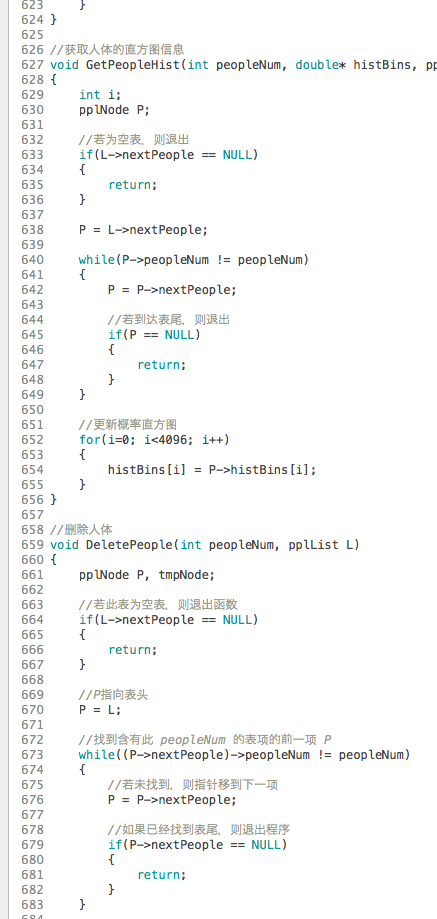 623     }
624 }
625
626 //获取人体的直方图信息
627 void GetPeopleHist(int peopleNum, double* histBins, pp
628 {
629     int i;
630     pplNode P;
631
632     //若为空表，则退出
633     if(L->nextPeople == NULL)
634     {
635         return;
636     }
637
638     P = L->nextPeople;
639
640     while(P->peopleNum != peopleNum)
641     {
642         P = P->nextPeople;
643
644         //若到达表尾，则退出
645         if(P == NULL)
646         {
647             return;
648         }
649     }
650
651     //更新概率直方图
652     for(i=0; i<4096; i++)
653     {
654         histBins[i] = P->histBins[i];
655     }
656 }
657
658 //删除人体
659 void DeletePeople(int peopleNum, pplList L)
660 {
661     pplNode P, tmpNode;
662
663     //若此表为空表，则退出函数
664     if(L->nextPeople == NULL)
665     {
666         return;
667     }
668
669     //P指向表头
670     P = L;
671
672     //找到含有此 peopleNum 的表项的前一项 P
673     while((P->nextPeople)->peopleNum != peopleNum)
674     {
675         //若未找到，则指针移到下一项
676         P = P->nextPeople;
677
678         //如果已经找到表尾，则退出程序
679         if(P->nextPeople == NULL)
680         {
681             return;
682         }
683     }